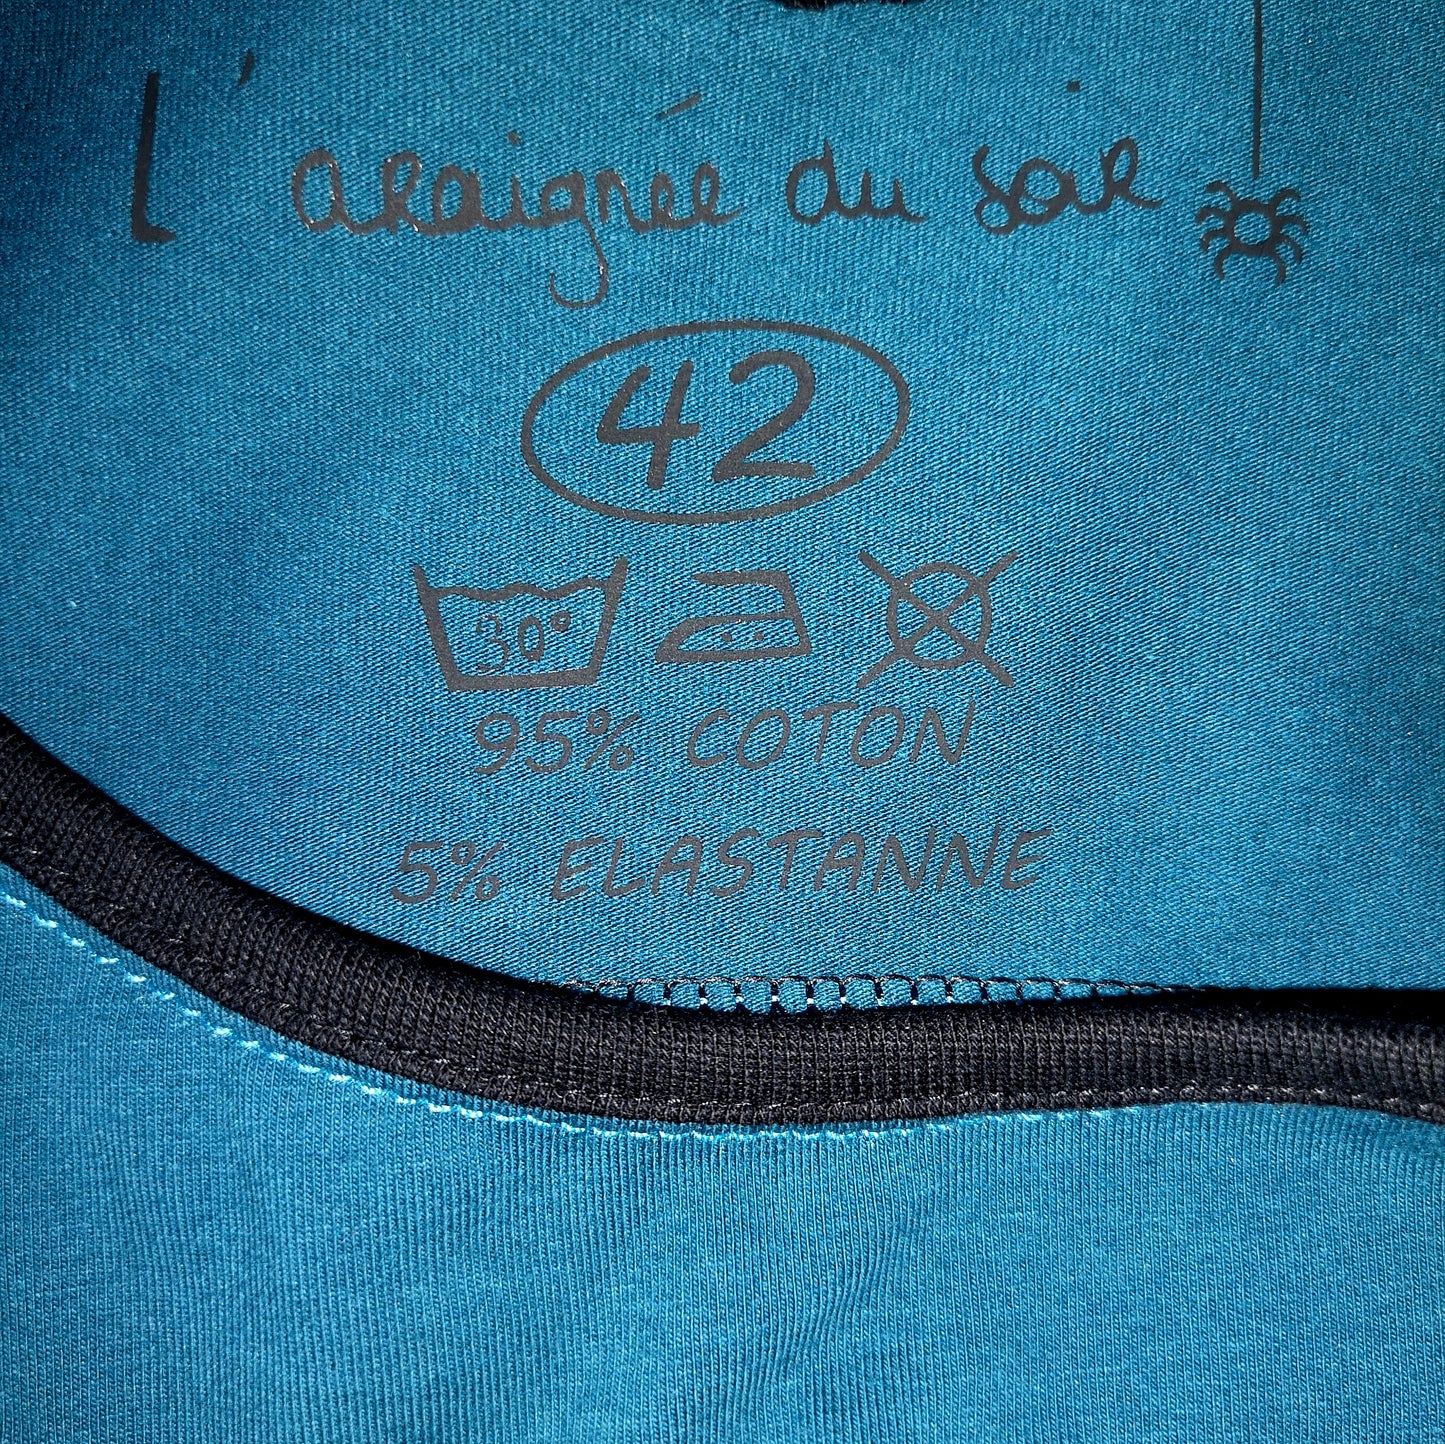 l'araignée du soir
42
30°
95% COTON
5% ELASTANNE